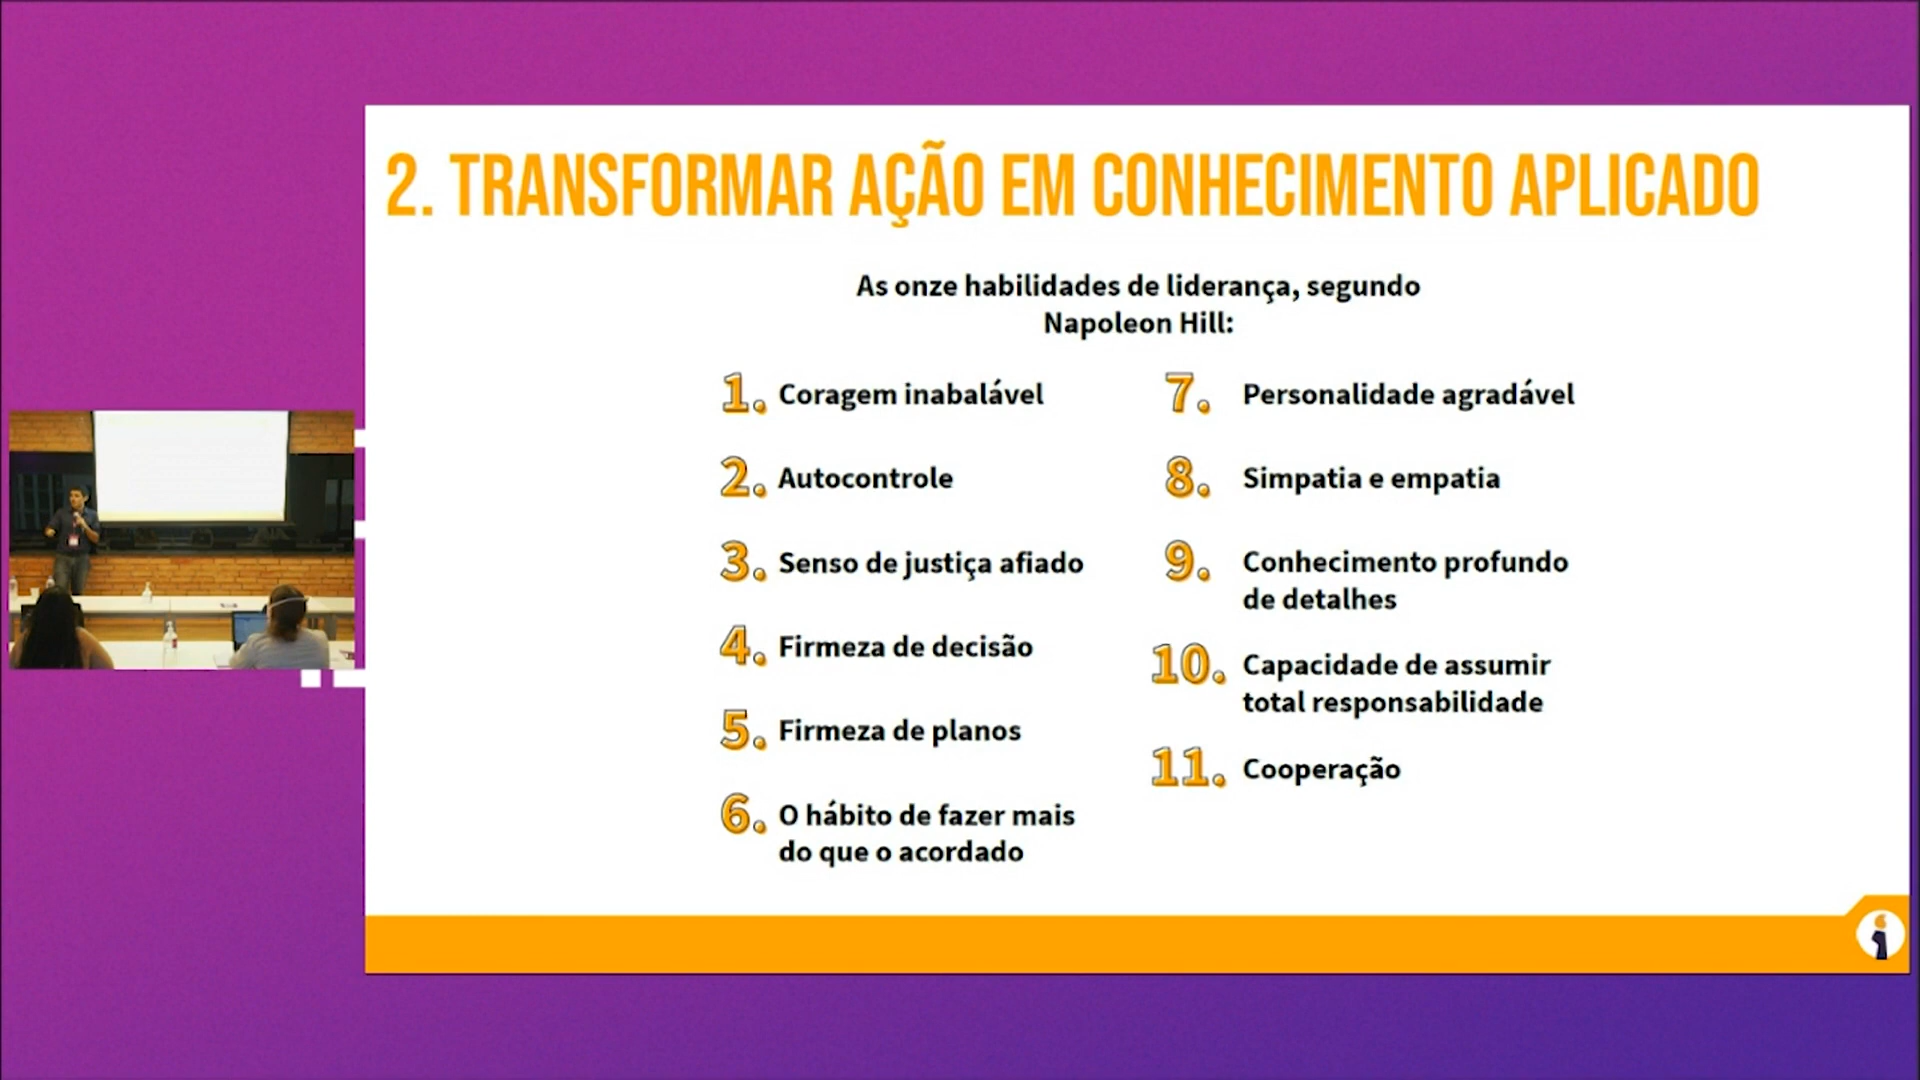 2. TRANSFORMAR AÇÃO EM CONHECIMENTO APLICADO
As onze habilidades de liderança, segundo
Napoleon Hill:
1. Coragem inabalável
2. Autocontrole
3. Senso de justiça afiado
4. Firmeza de decisão
5. Firmeza de planos
6. O hábito de fazer mais
do que o acordado
7. Personalidade agradável
8. Simpatia e empatia
9. Conhecimento profundo
de detalhes
10. Capacidade de assumir
total responsabilidade
11. Cooperação